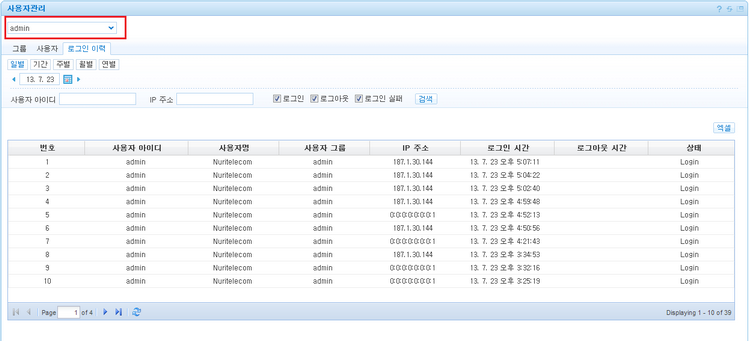 사용자관리
admin
그룹 사용자 로그인 이력
일별 기간 주별 월별 연별
13. 7. 23
사용자 아이디 IP 주소 로그인 로그아웃 로그인 실패 검색
엑셀
번호 사용자 아이디 사용자명 사용자 그룹 IP 주소 로그인 시간 로그아웃 시간 상태
1 admin Nuritelecom admin 187.1.30.144 13. 7. 23 오후 5:07:11 Login
2 admin Nuritelecom admin 187.1.30.144 13. 7. 23 오후 5:04:22 Login
3 admin Nuritelecom admin 187.1.30.144 13. 7. 23 오후 5:02:40 Login
4 admin Nuritelecom admin 187.1.30.144 13. 7. 23 오후 4:59:48 Login
5 admin Nuritelecom admin 0:0:0:0:0:0:0:1 13. 7. 23 오후 4:52:13 Login
6 admin Nuritelecom admin 187.1.30.144 13. 7. 23 오후 4:50:56 Login
7 admin Nuritelecom admin 0:0:0:0:0:0:0:1 13. 7. 23 오후 4:21:43 Login
8 admin Nuritelecom admin 187.1.30.144 13. 7. 23 오후 3:34:53 Login
9 admin Nuritelecom admin 0:0:0:0:0:0:0:1 13. 7. 23 오후 3:32:16 Login
10 admin Nuritelecom admin 0:0:0:0:0:0:0:1 13. 7. 23 오후 3:25:19 Login
Page 1 of 4 Displaying 1 - 10 of 39